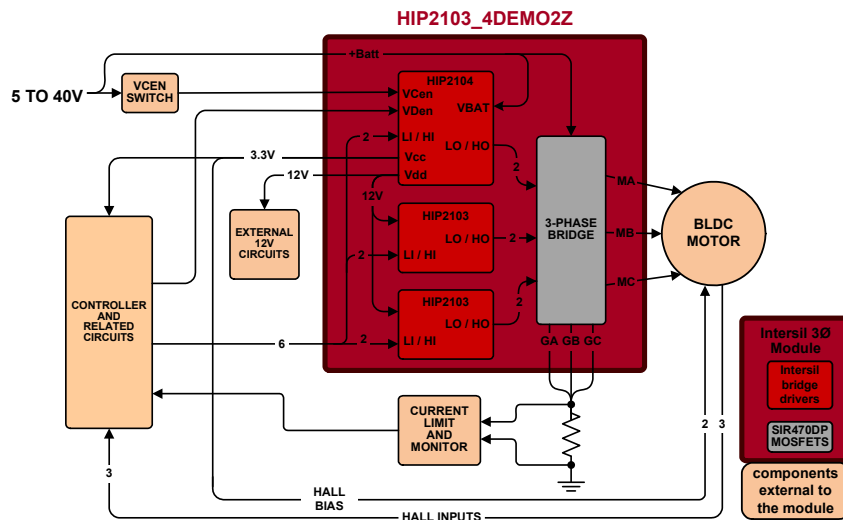 HIP2103_4DEMO2Z
+Batt
5 TO 40V
VCEN
SWITCH
HIP2104
VCen
VDen
VBAT
LI / HI
LO / HO
Vcc
Vdd
2
2
3.3V
12V
12V
EXTERNAL
12V
CIRCUITS
HIP2103
LO / HO
LI / HI
2
2
HIP2103
LO / HO
LI / HI
2
2
6
3-PHASE
BRIDGE
MA
MB
MC
BLDC
MOTOR
GA GB GC
CONTROLLER
AND
RELATED
CIRCUITS
CURRENT
LIMIT
AND
MONITOR
Intersil 3Ø
Module
Intersil
bridge
drivers
SIR470DP
MOSFETS
components
external to
the module
2 3
3
HALL
BIAS
HALL INPUTS